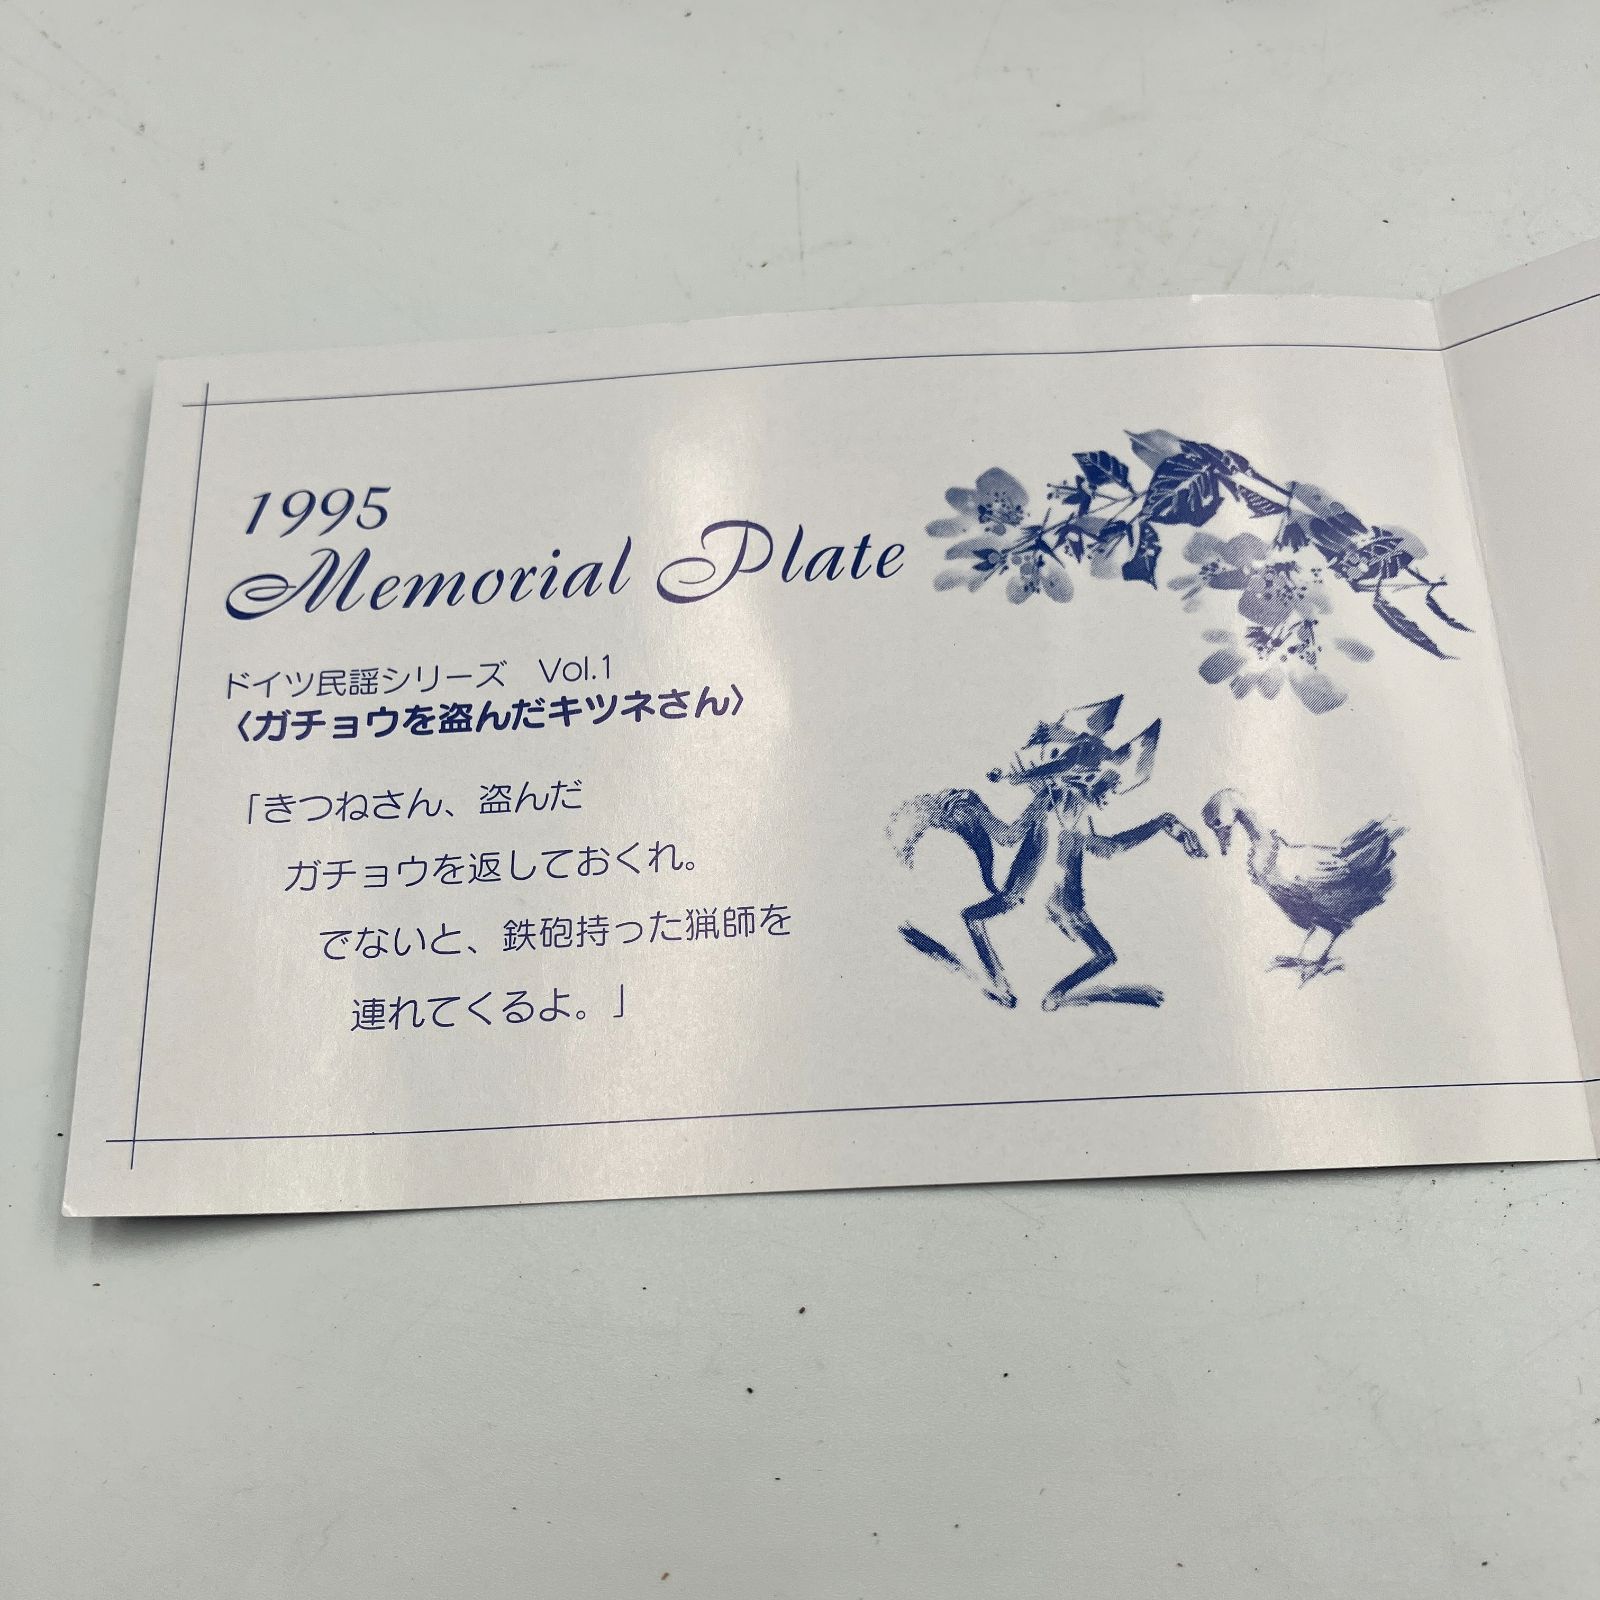 1995
Memorial Plate
ドイツ民謡シリーズ　Vol.1
〈ガチョウを盗んだキツネさん〉
「きつねさん、盗んだ
ガチョウを返しておくれ。
でないと、鉄砲持った猟師を
連れてくるよ。」